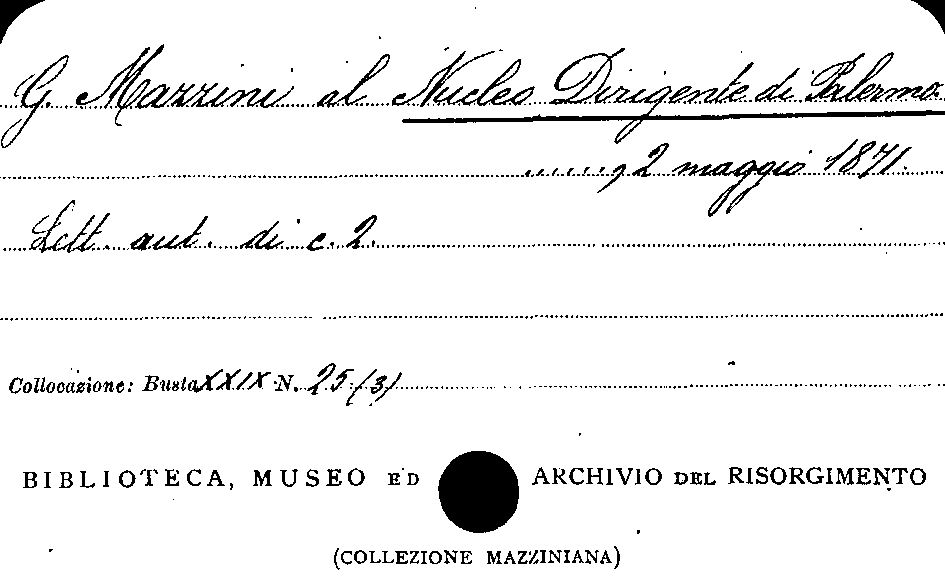 G. Mazzini al Nucleo Dirigente di Palermo.
......, 2 maggio 1871.
Lett. aut. di c. 2.
Collocazione: Busta XXIX N. 25 (3)
BIBLIOTECA, MUSEO ED ARCHIVIO DEL RISORGIMENTO
(COLLEZIONE MAZZINIANA)